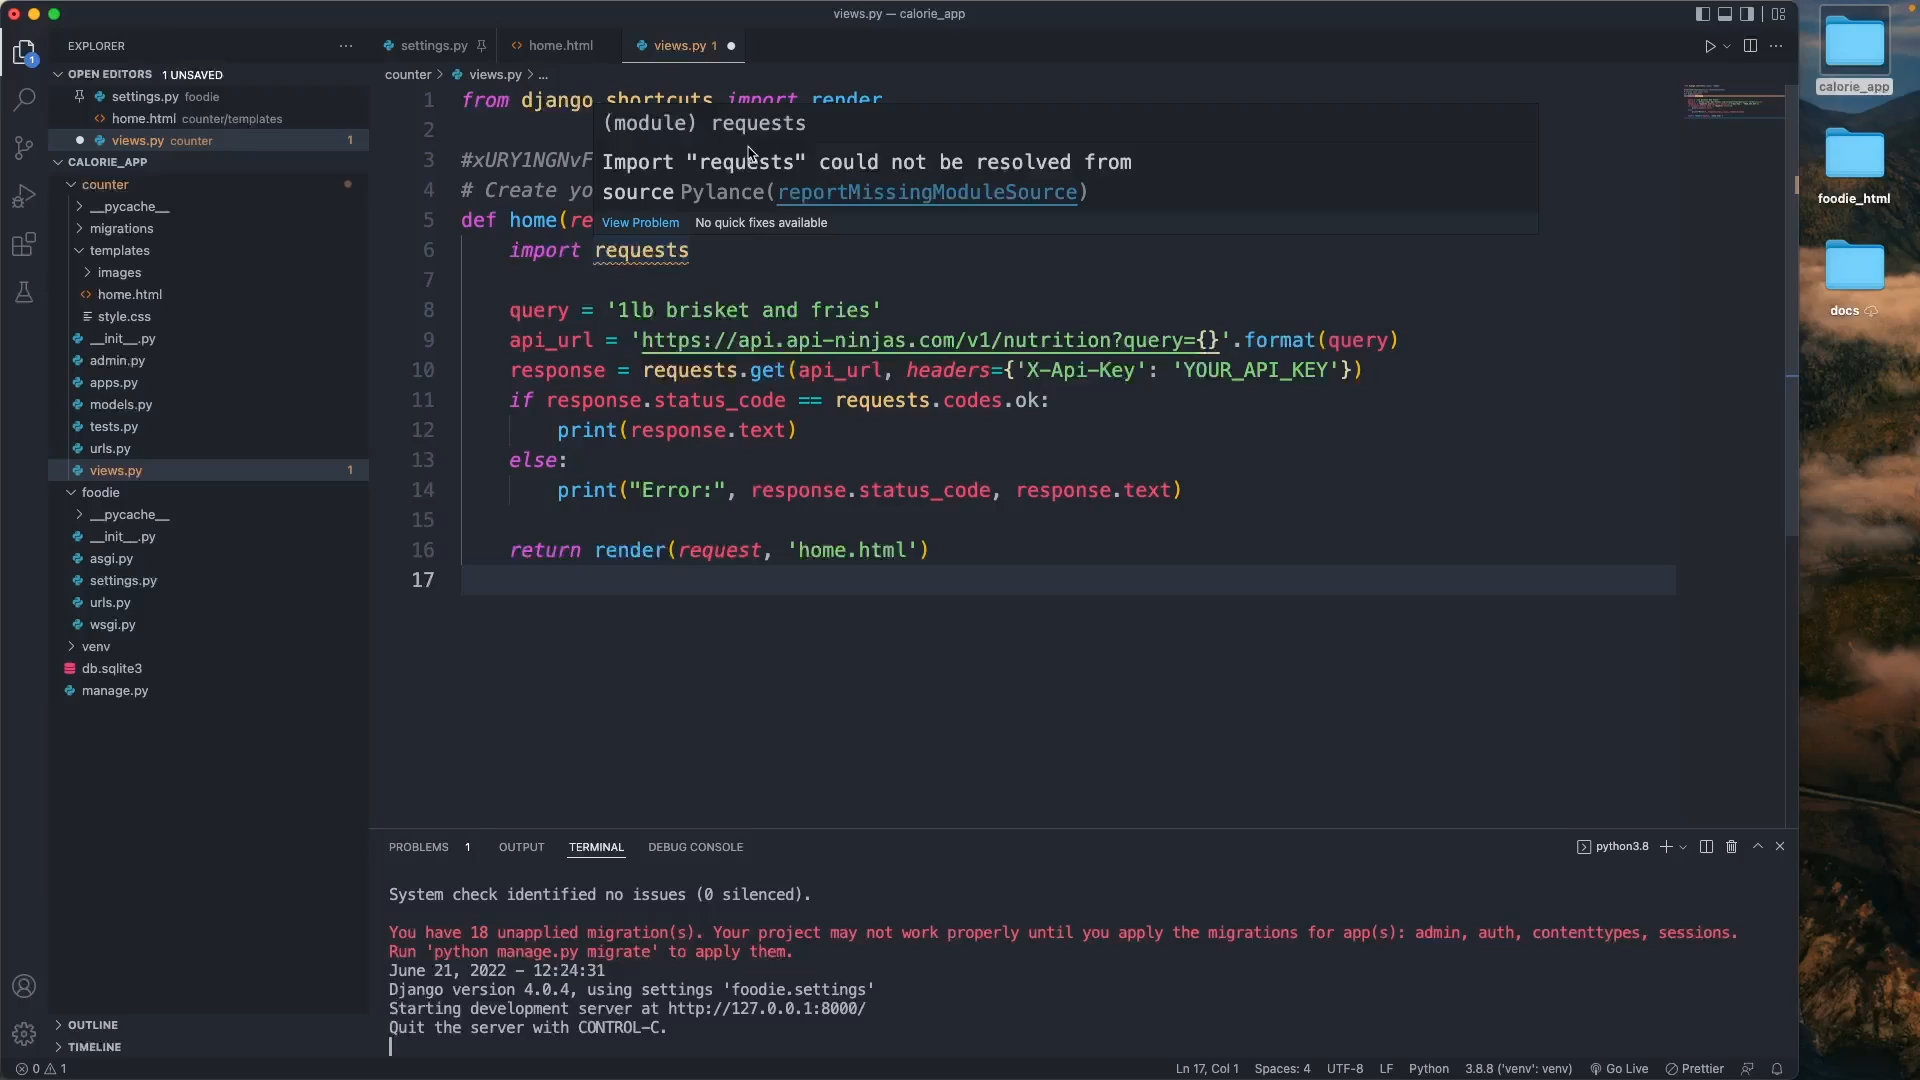 views.py — calorie_app
EXPLORER
OPEN EDITORS 1 UNSAVED
settings.py foodie
home.html counter/templates
views.py counter 1
CALORIE_APP
counter
__pycache__
migrations
templates
images
home.html
style.css
__init__.py
admin.py
apps.py
models.py
tests.py
urls.py
views.py 1
foodie
__pycache__
__init__.py
asgi.py
settings.py
urls.py
wsgi.py
venv
db.sqlite3
manage.py
OUTLINE
TIMELINE
1
settings.py
home.html
views.py 1
counter > views.py > ...
1 from django.shortcuts import render
2
(module) requests
3 #xURY1NGNvF
Import "requests" could not be resolved from
4 # Create yo
source Pylance(reportMissingModuleSource)
5 def home(re
View Problem No quick fixes available
6 import requests
7
8 query = '1lb brisket and fries'
9 api_url = 'https://api.api-ninjas.com/v1/nutrition?query={}'.format(query)
10 response = requests.get(api_url, headers={'X-Api-Key': 'YOUR_API_KEY'})
11 if response.status_code == requests.codes.ok:
12 print(response.text)
13 else:
14 print("Error:", response.status_code, response.text)
15
16 return render(request, 'home.html')
17
PROBLEMS 1 OUTPUT TERMINAL DEBUG CONSOLE
python3.8
System check identified no issues (0 silenced).
You have 18 unapplied migration(s). Your project may not work properly until you apply the migrations for app(s): admin, auth, contenttypes, sessions.
Run 'python manage.py migrate' to apply them.
June 21, 2022 - 12:24:31
Django version 4.0.4, using settings 'foodie.settings'
Starting development server at http://127.0.0.1:8000/
Quit the server with CONTROL-C.
0 1
Ln 17, Col 1 Spaces: 4 UTF-8 LF Python 3.8.8 ('venv': venv) Go Live Prettier
calorie_app
foodie_html
docs